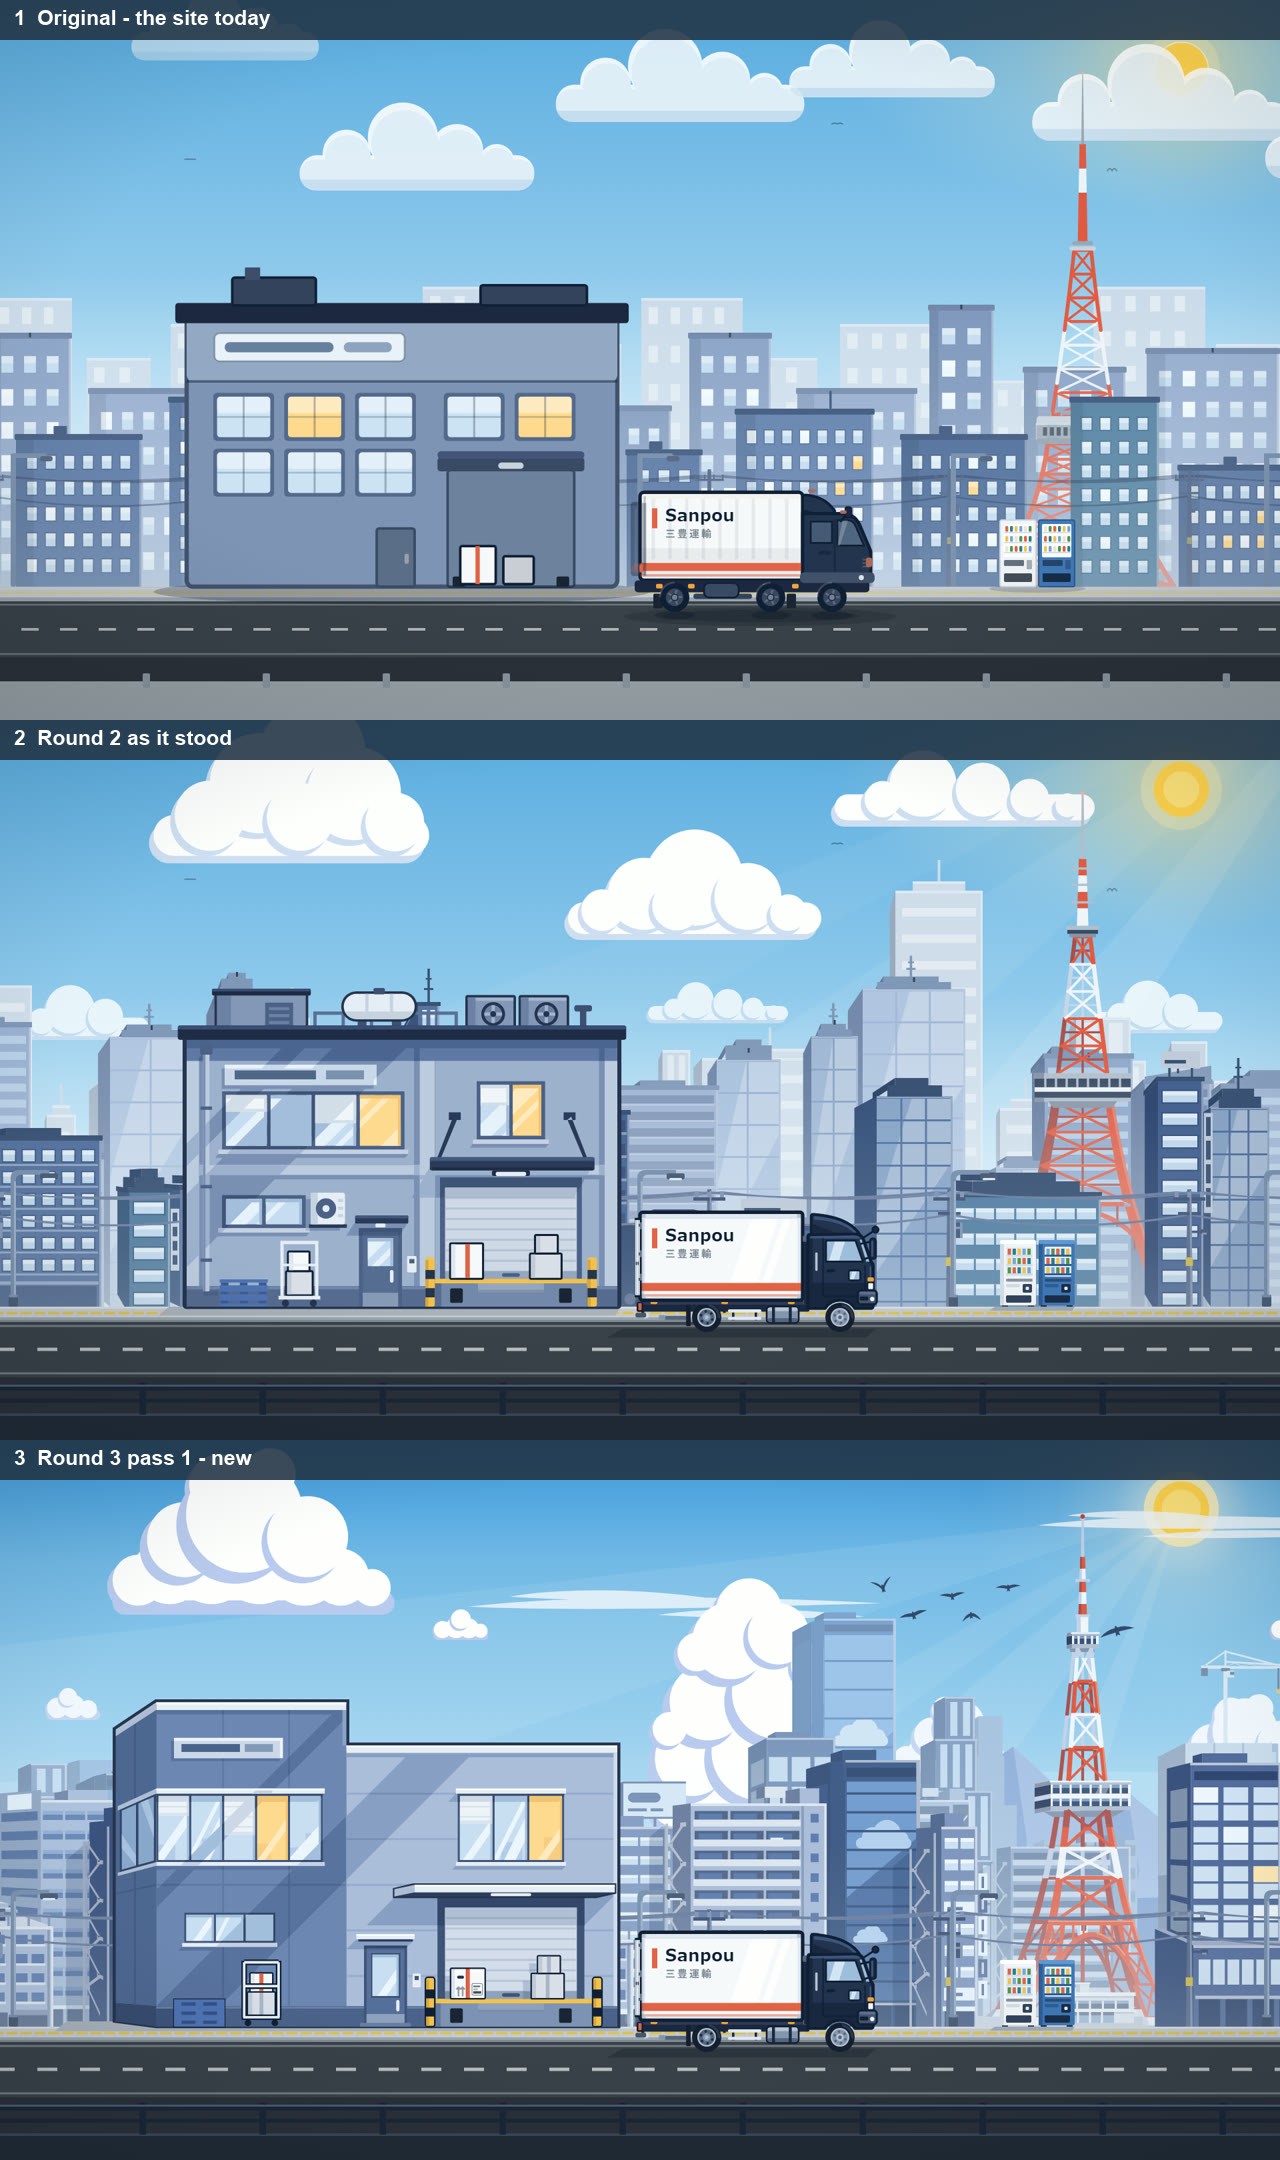 1 Original - the site today
Sanpou
三豊運輸
2 Round 2 as it stood
Sanpou
三豊運輸
3 Round 3 pass 1 - new
Sanpou
三豊運輸